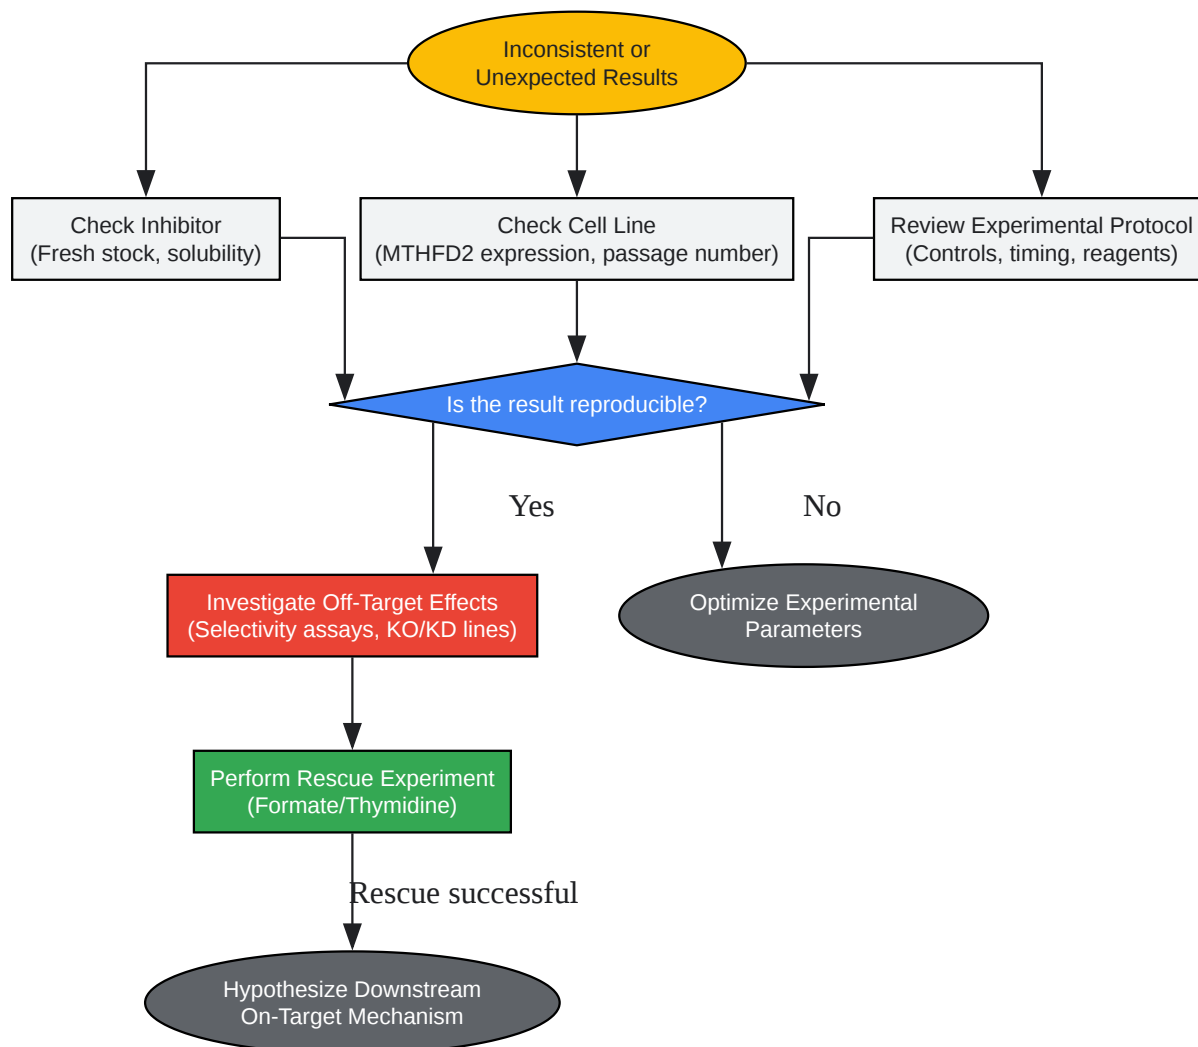 Inconsistent or
Unexpected Results
Check Inhibitor
(Fresh stock, solubility)
Check Cell Line
(MTHFD2 expression, passage number)
Review Experimental Protocol
(Controls, timing, reagents)
Is the result reproducible?
Yes
No
Investigate Off-Target Effects
(Selectivity assays, KO/KD lines)
Optimize Experimental
Parameters
Perform Rescue Experiment
(Formate/Thymidine)
Rescue successful
Hypothesize Downstream
On-Target Mechanism